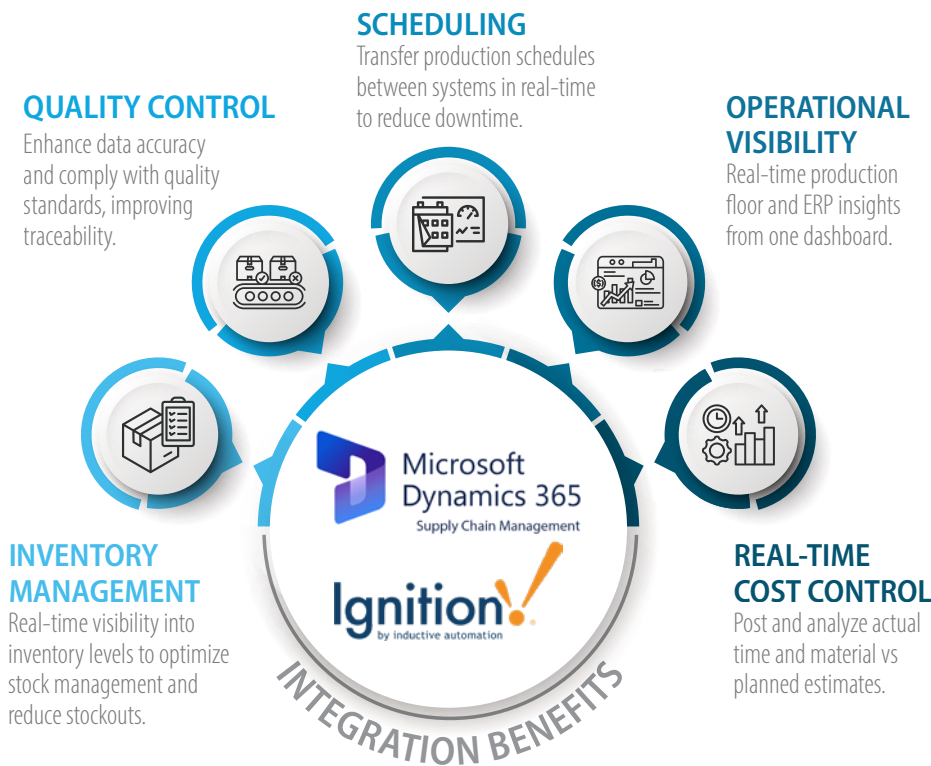 SCHEDULING
Transfer production schedules
between systems in real-time
to reduce downtime.
QUALITY CONTROL
Enhance data accuracy
and comply with quality
standards, improving
traceability.
OPERATIONAL
VISIBILITY
Real-time production
floor and ERP insights
from one dashboard.
INVENTORY
MANAGEMENT
Real-time visibility into
inventory levels to optimize
stock management and
reduce stockouts.
Microsoft
Dynamics 365
Supply Chain Management
Ignition!
by inductive automation
REAL-TIME
COST CONTROL
Post and analyze actual
time and material vs
planned estimates.
INTEGRATION BENEFITS